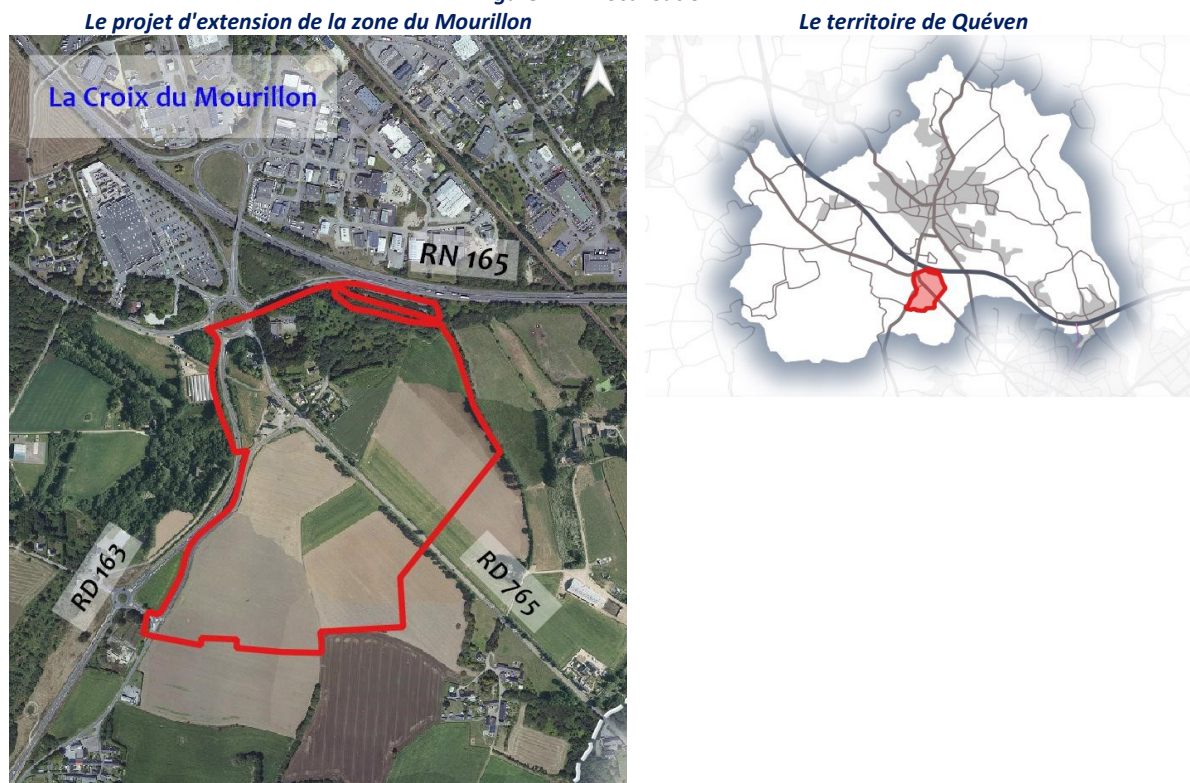 Le projet d'extension de la zone du Mourillon
Le territoire de Quéven
La Croix du Mourillon
RN 165
RD 163
RD 765